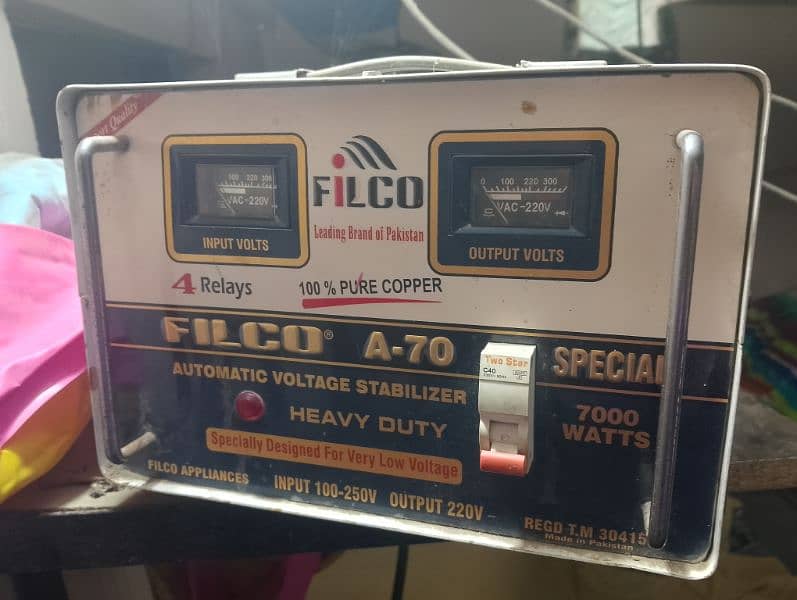 Quality
0 100 220 300
VAC-220V
INPUT VOLTS
FiLCO
Leading Brand of Pakistan
0 100 220 300
VAC-220V
OUTPUT VOLTS
4 Relays
100 % PURE COPPER
FILCO® A-70
SPECIAL
AUTOMATIC VOLTAGE STABILIZER
HEAVY DUTY
Specially Designed For Very Low Voltage
Two Star
C40
7000
WATTS
FILCO APPLIANCES
INPUT 100-250V OUTPUT 220V
REGD T.M 30415
Made in Pakistan